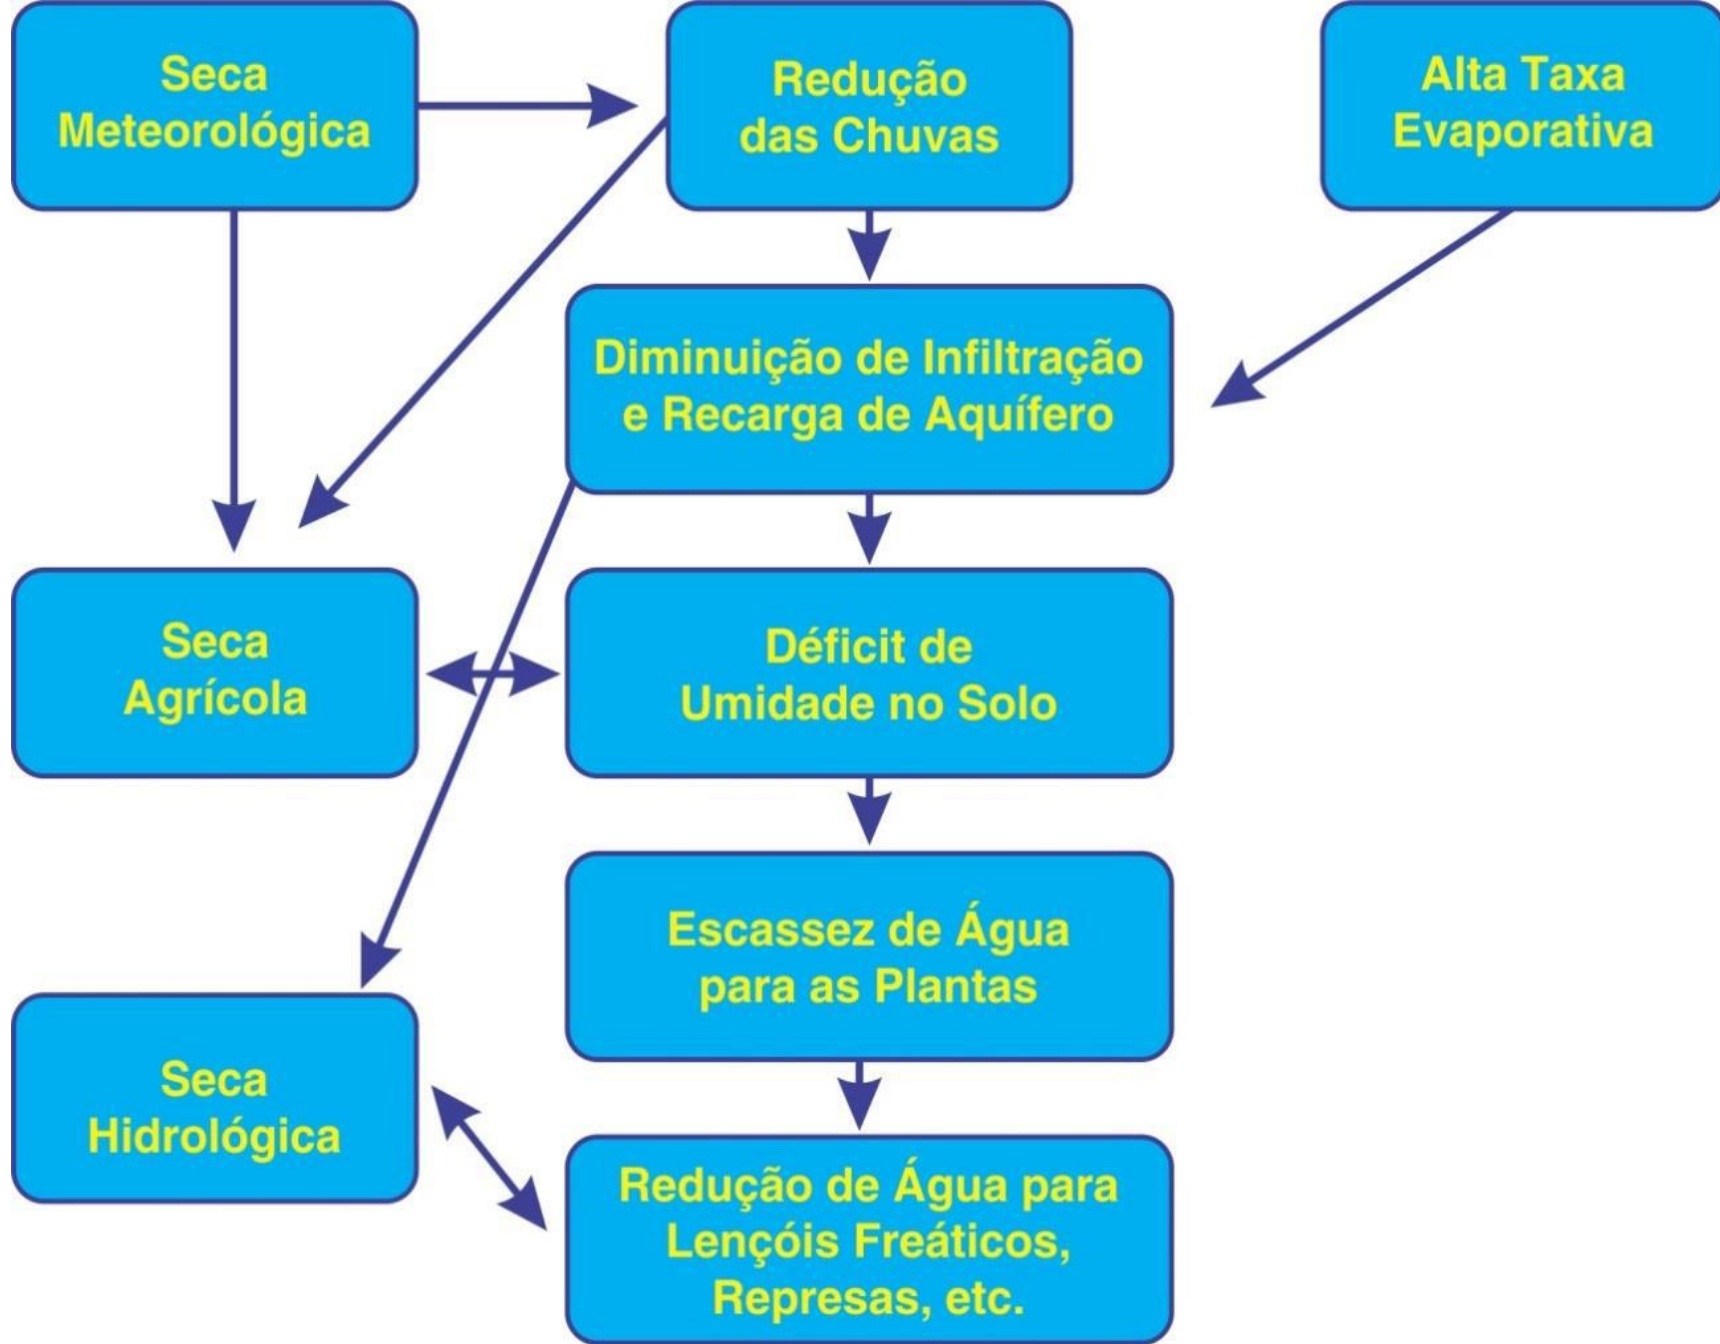 Seca
Meteorológica
Redução
das Chuvas
Alta Taxa
Evaporativa
Diminuição de Infiltração
e Recarga de Aquífero
Seca
Agrícola
Déficit de
Umidade no Solo
Escassez de Água
para as Plantas
Seca
Hidrológica
Redução de Água para
Lençóis Freáticos,
Represas, etc.